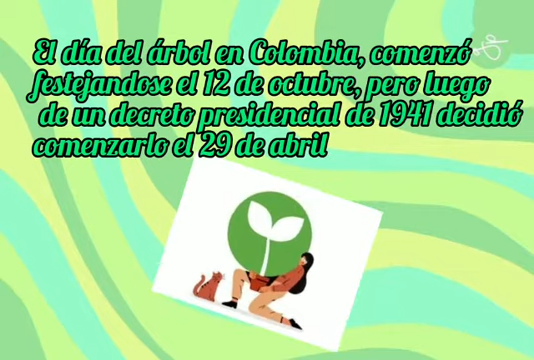 El día del árbol en Colombia, comenzó
festejandose el 12 de octubre, pero luego
de un decreto presidencial de 1941 decidió
comenzarlo el 29 de abril